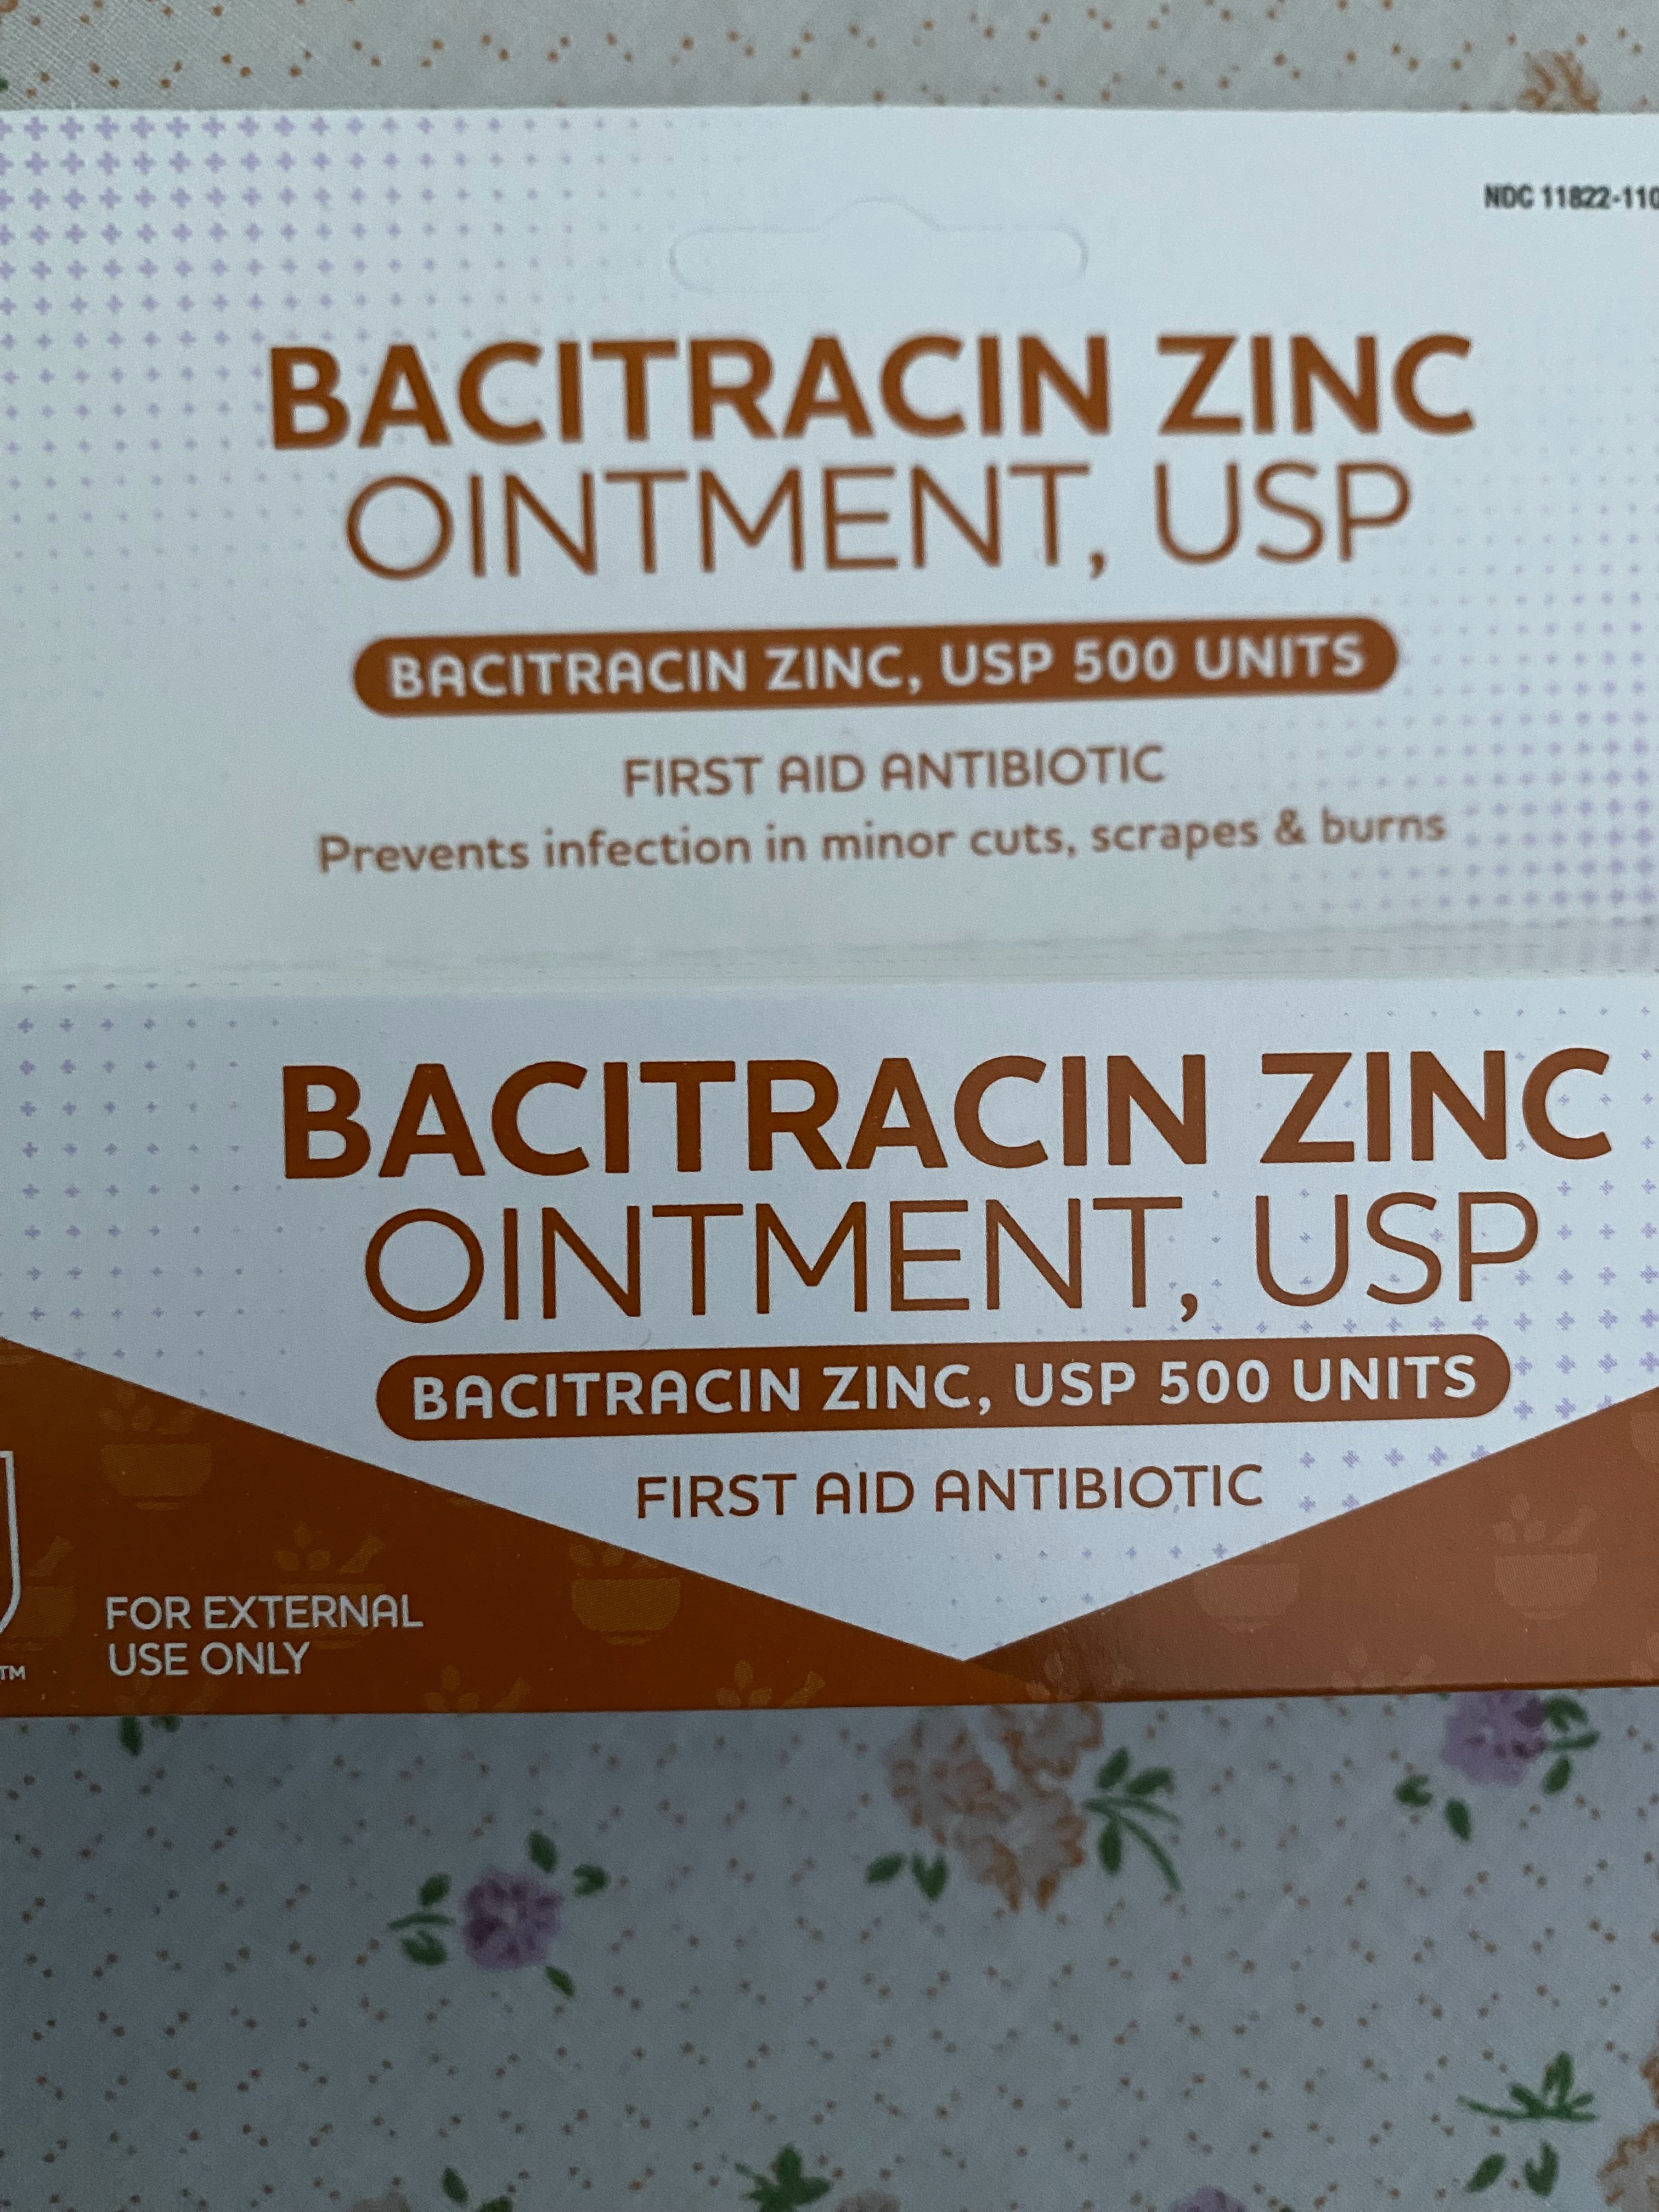 NDC 11822-110
BACITRACIN ZINC
OINTMENT, USP
BACITRACIN ZINC, USP 500 UNITS
FIRST AID ANTIBIOTIC
Prevents infection in minor cuts, scrapes & burns
BACITRACIN ZINC
OINTMENT, USP
BACITRACIN ZINC, USP 500 UNITS
FIRST AID ANTIBIOTIC
FOR EXTERNAL
USE ONLY
TM